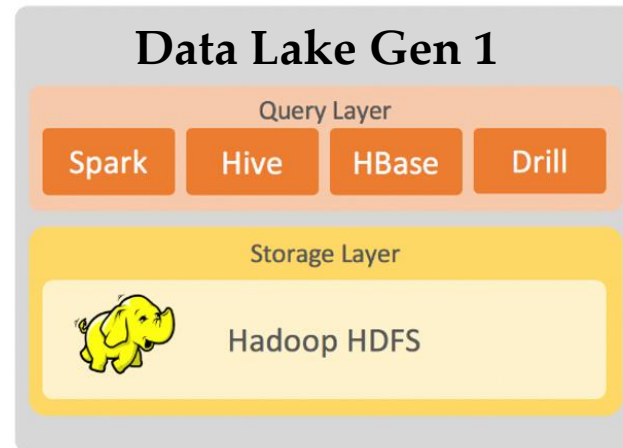 Data Lake Gen 1
Query Layer
Spark Hive HBase Drill
Storage Layer
Hadoop HDFS